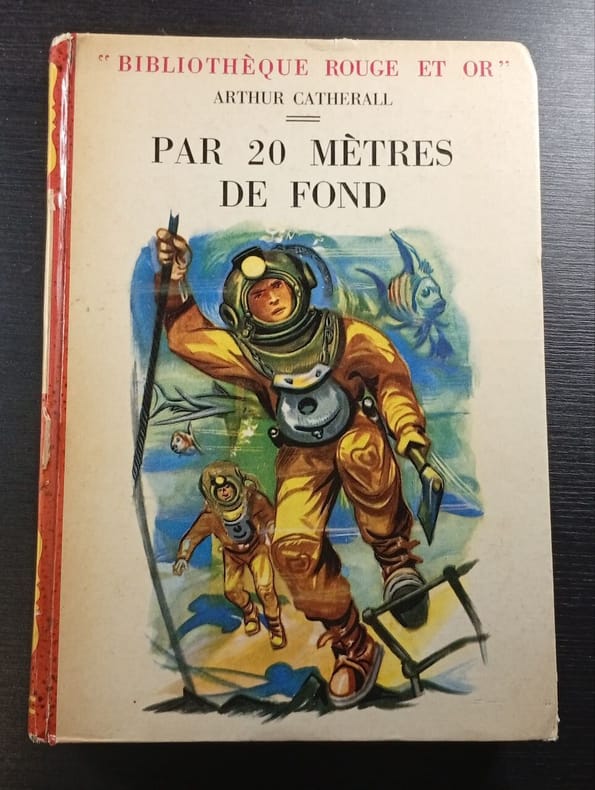 "BIBLIOTHÈQUE ROUGE ET OR"
ARTHUR CATHERALL
PAR 20 MÈTRES
DE FOND